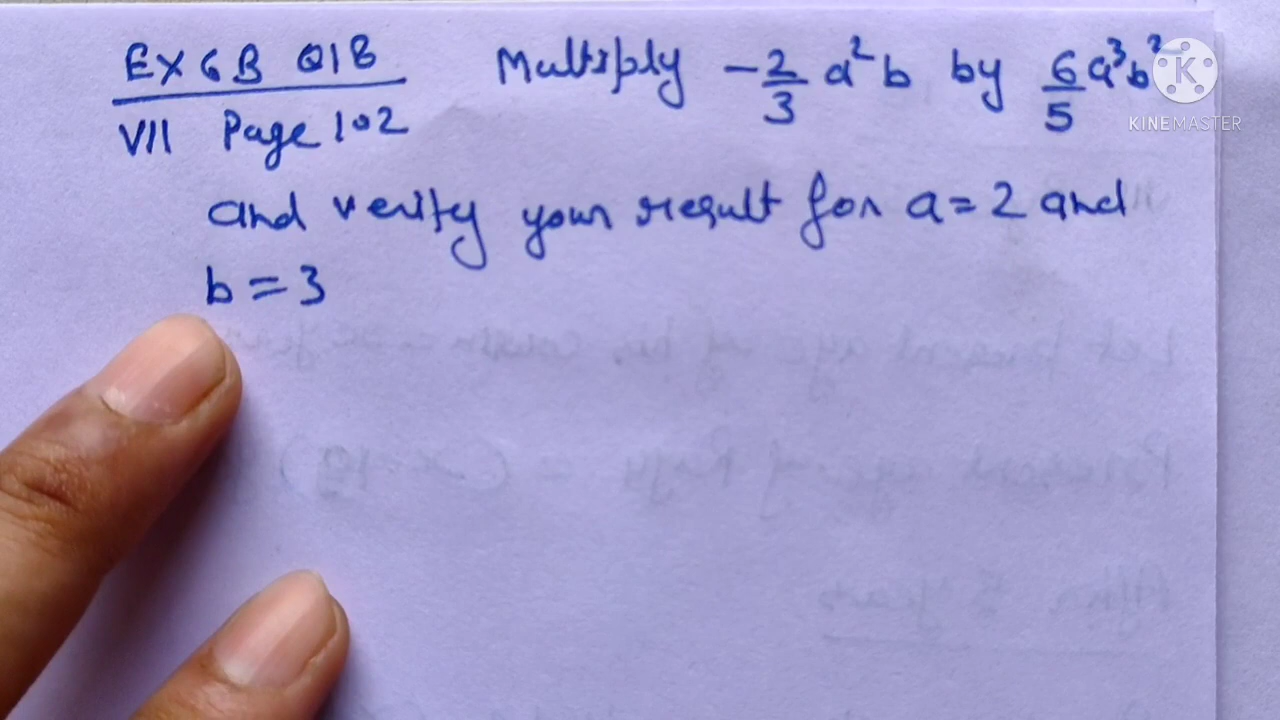 EX 6B Q18 Multiply -2/3 a²b by 6/5 a³b²
VII Page 102
and verify your result for a = 2 and
b = 3
K
KINEMASTER